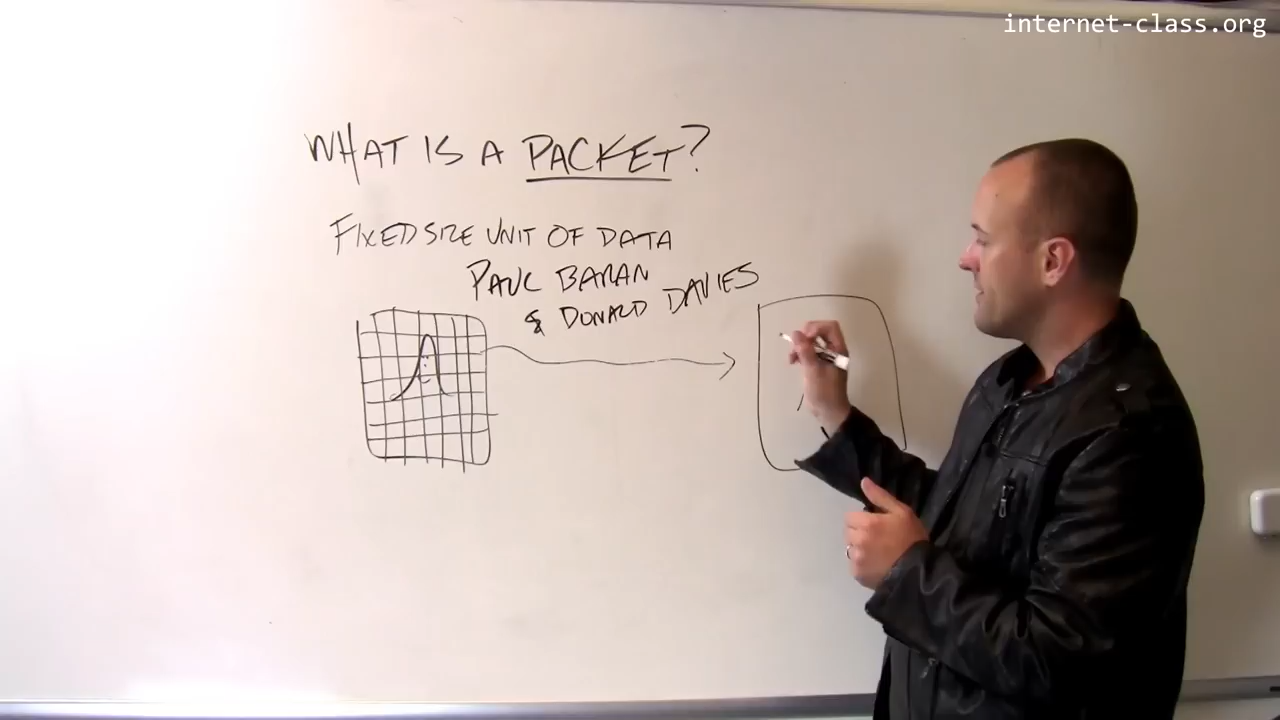 internet-class.org
WHAT IS A PACKET?
FIXED SIZE UNIT OF DATA
PAUL BARAN
& DONALD DAVIES